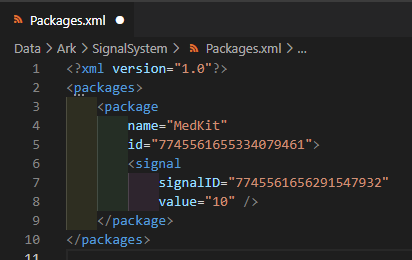 Packages.xml
Data > Ark > SignalSystem > Packages.xml > ...
1 <?xml version="1.0"?>
2 <packages>
3 <package
4 name="MedKit"
5 id="7745561655334079461">
6 <signal
7 signalID="7745561656291547932"
8 value="10" />
9 </package>
10 </packages>
11